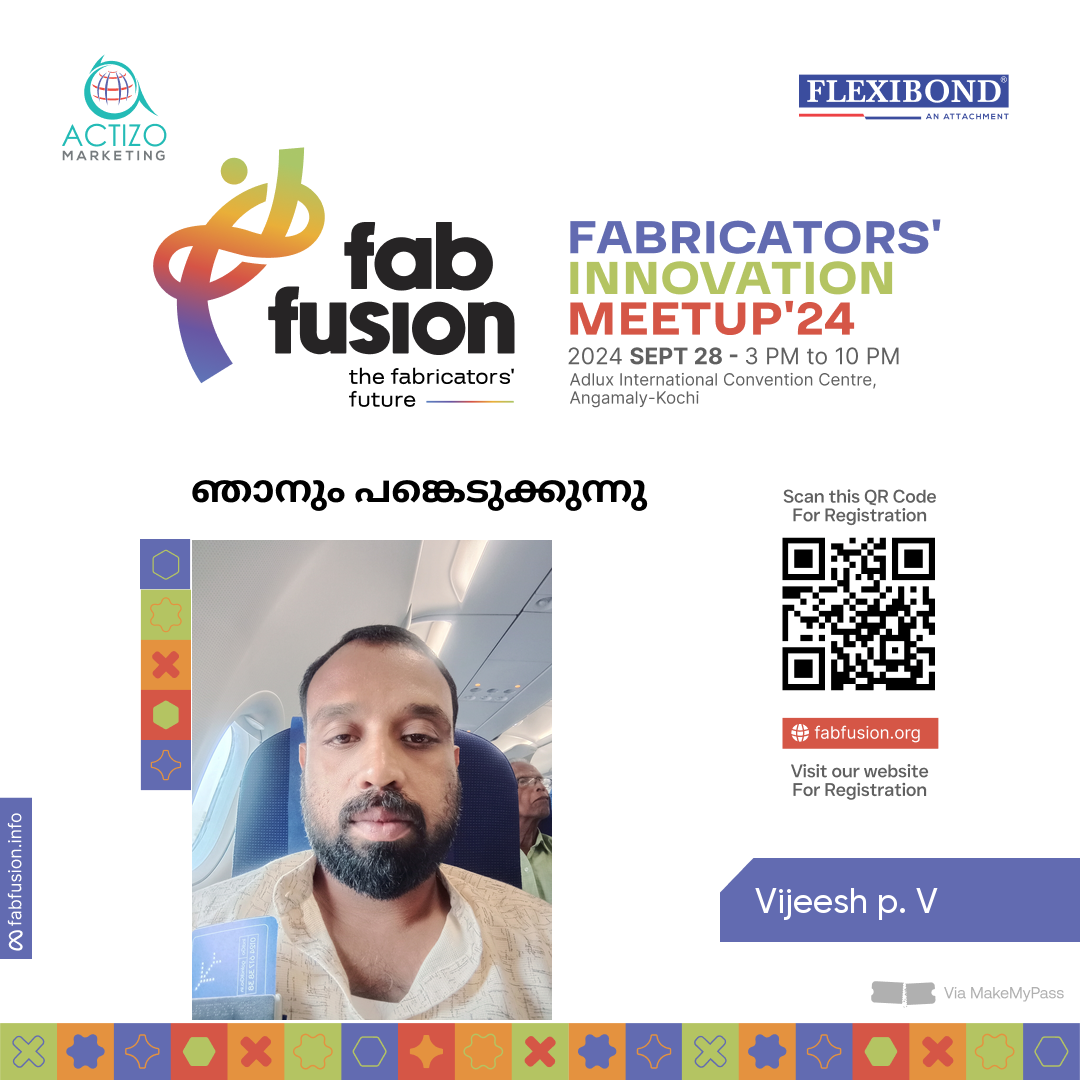 ACTIZO
MARKETING
FLEXIBOND®
AN ATTACHMENT
fab
fusion
the fabricators'
future
FABRICATORS'
INNOVATION
MEETUP'24
2024 SEPT 28 - 3 PM to 10 PM
Adlux International Convention Centre,
Angamaly-Kochi
ഞാനും പങ്കെടുക്കുന്നു
Scan this QR Code
For Registration
fabfusion.org
Visit our website
For Registration
fabfusion.info
Vijeesh p. V
Via MakeMyPass